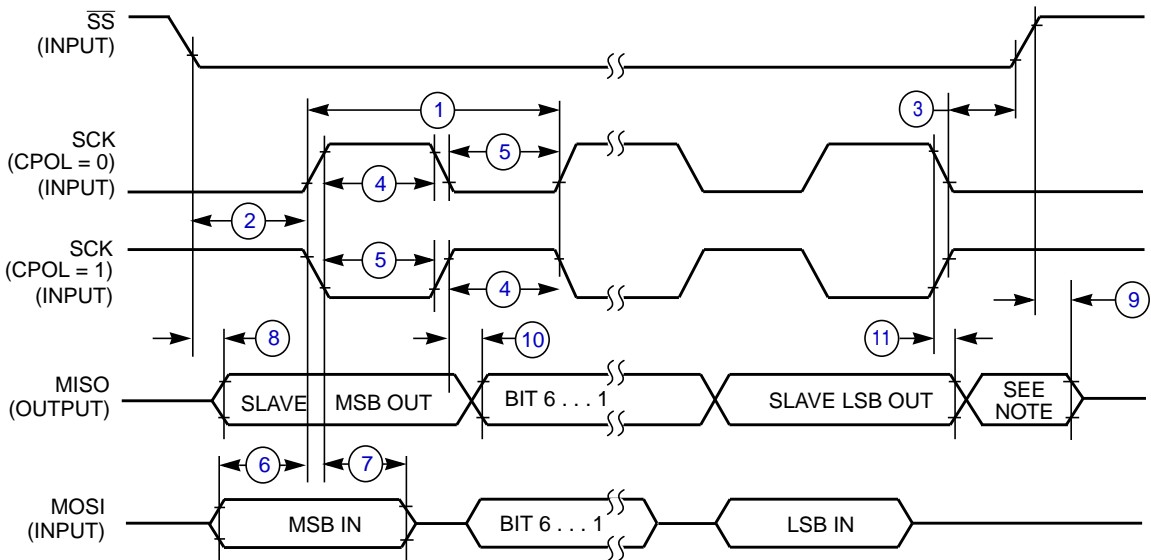 SS
(INPUT)
1
3
SCK
(CPOL = 0)
(INPUT)
5
4
2
SCK
(CPOL = 1)
(INPUT)
5
4
9
8
10
11
MISO
(OUTPUT)
SLAVE MSB OUT
BIT 6 . . . 1
SLAVE LSB OUT
SEE
NOTE
6
7
MOSI
(INPUT)
MSB IN
BIT 6 . . . 1
LSB IN